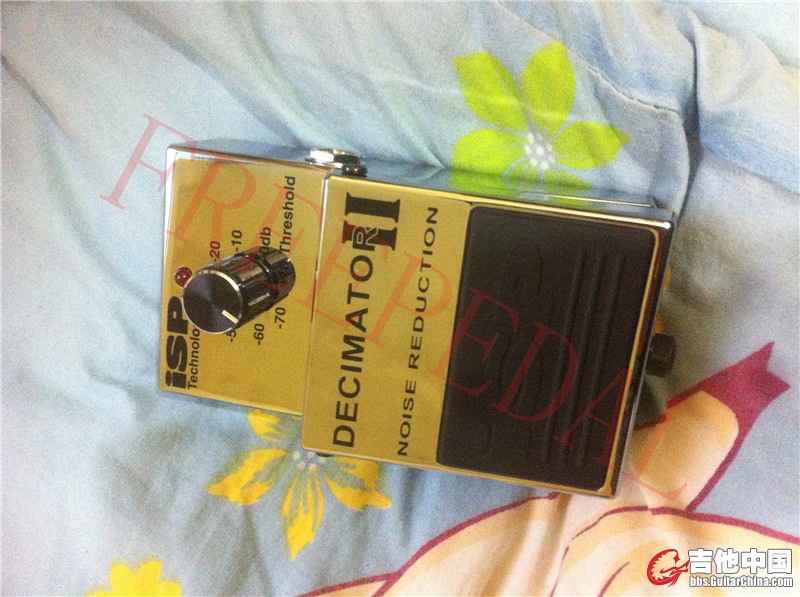 iSP
Technolo
-20
-10
0db
-60
-70
Threshold
DECIMATOR II
NOISE REDUCTION
FREEPEDAL
吉他中国
bbs.GuitarChina.com